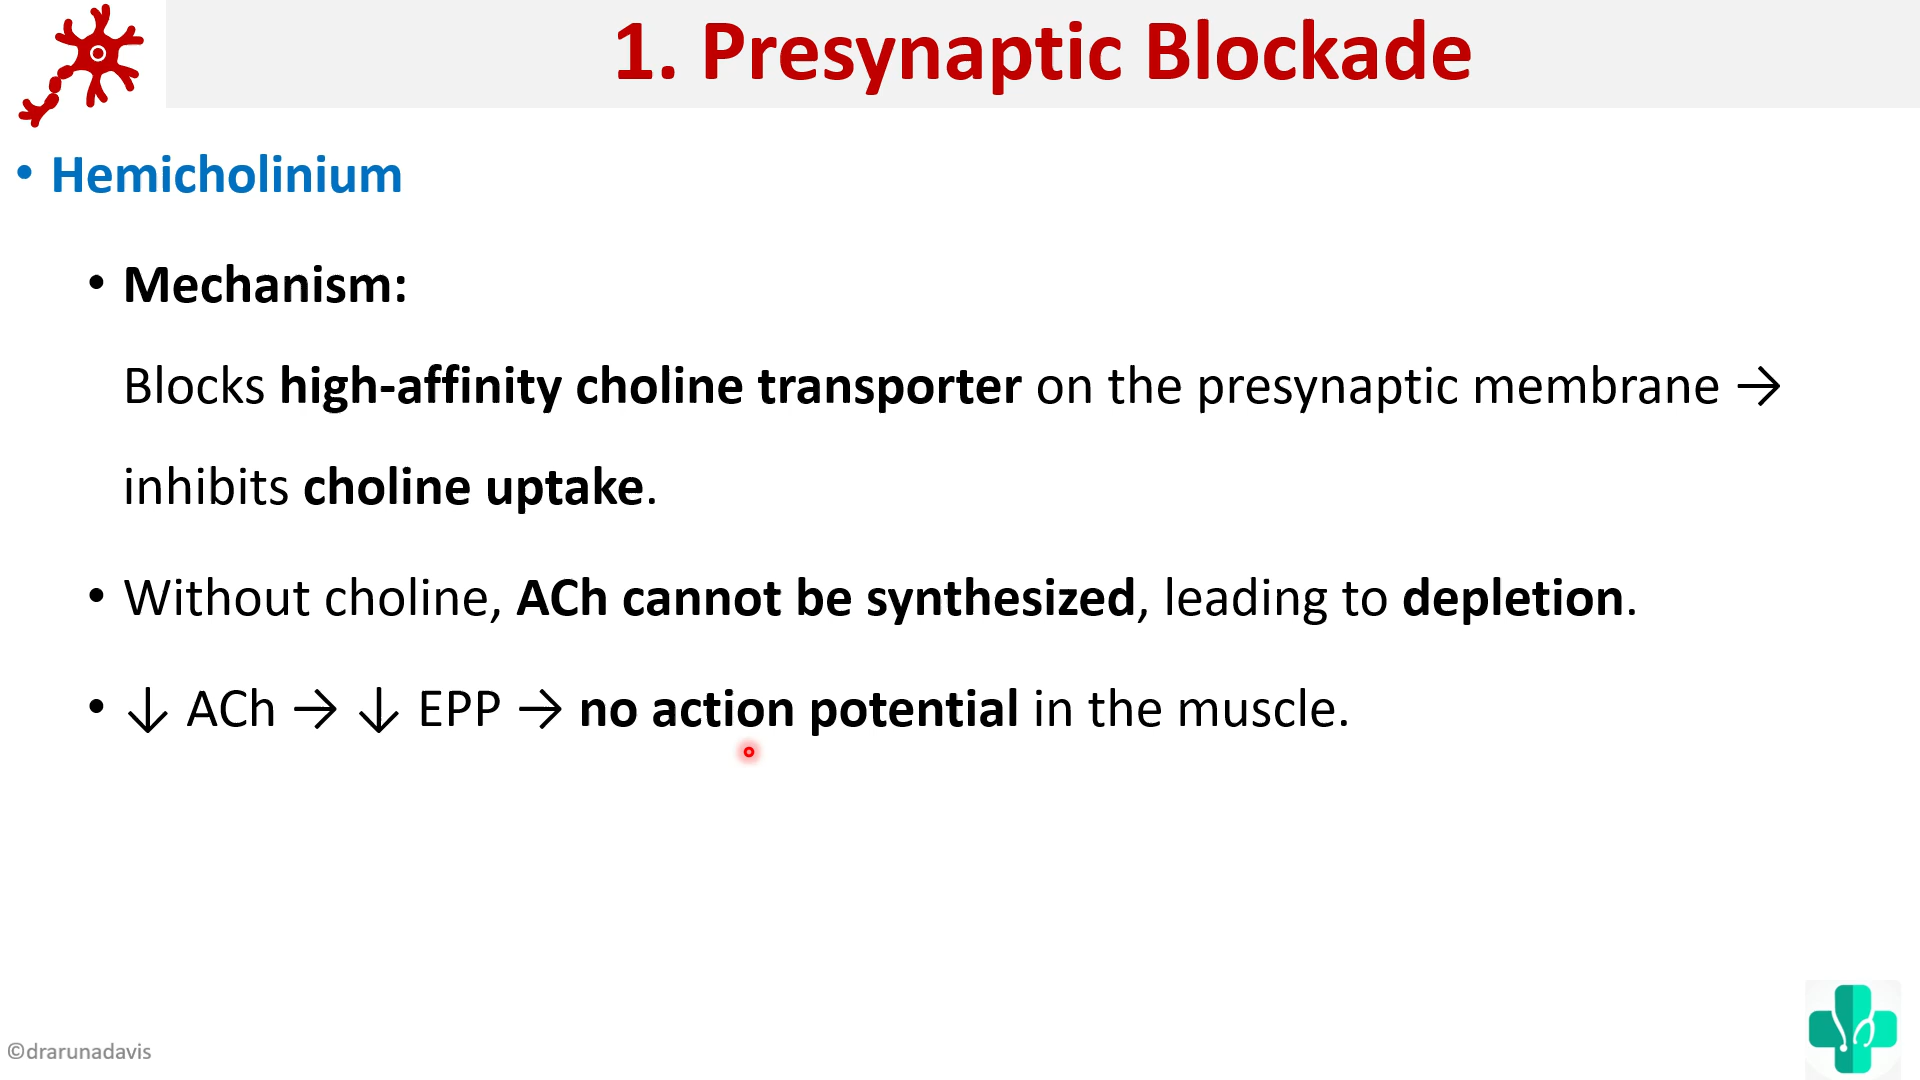 1. Presynaptic Blockade
• Hemicholinium
• Mechanism:
Blocks high-affinity choline transporter on the presynaptic membrane →
inhibits choline uptake.
• Without choline, ACh cannot be synthesized, leading to depletion.
• ↓ ACh → ↓ EPP → no action potential in the muscle.
©drarunadavis